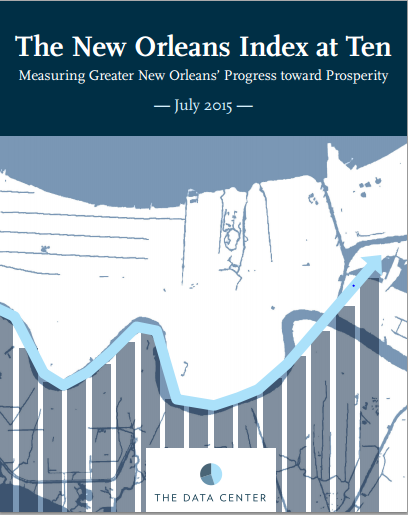 The New Orleans Index at Ten
Measuring Greater New Orleans’ Progress toward Prosperity
— July 2015 —
THE DATA CENTER